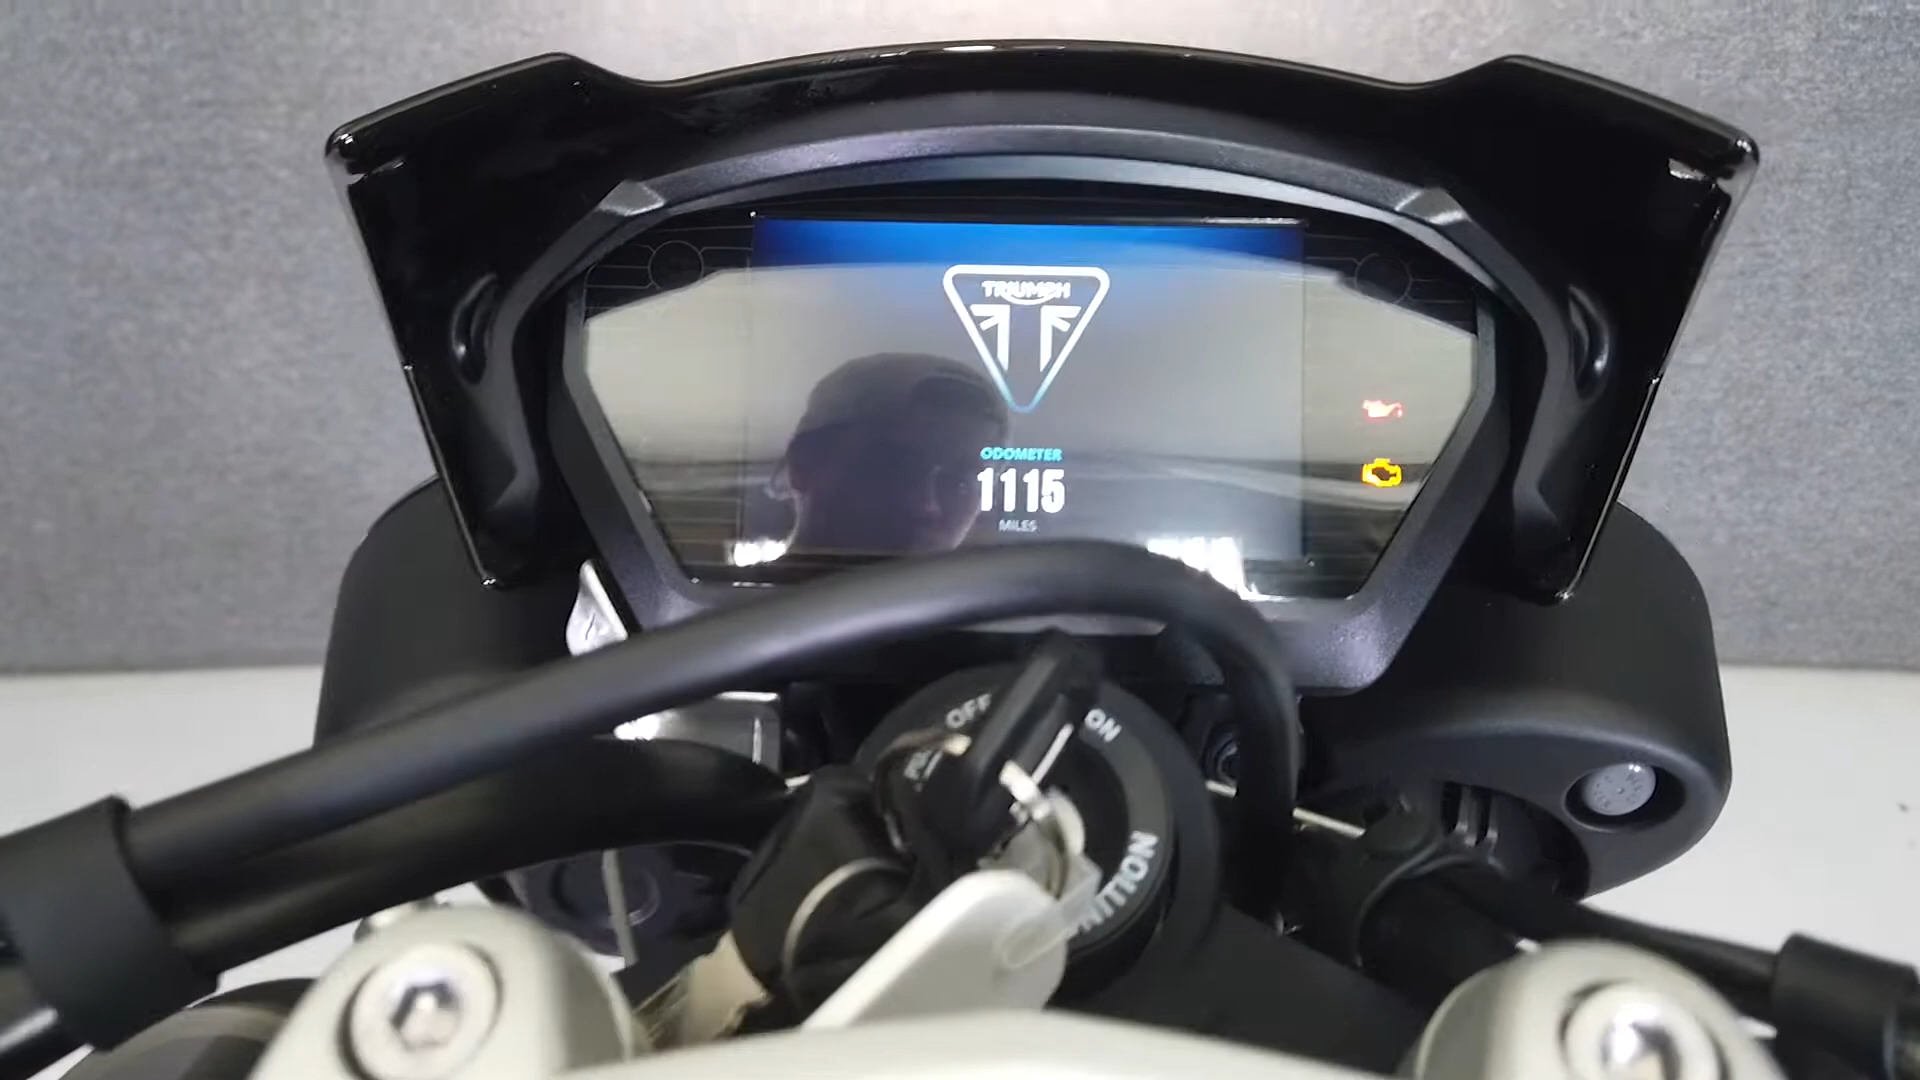 TRIUMPH
ODOMETER
1115
MILES
OFF
ON
IGNITION